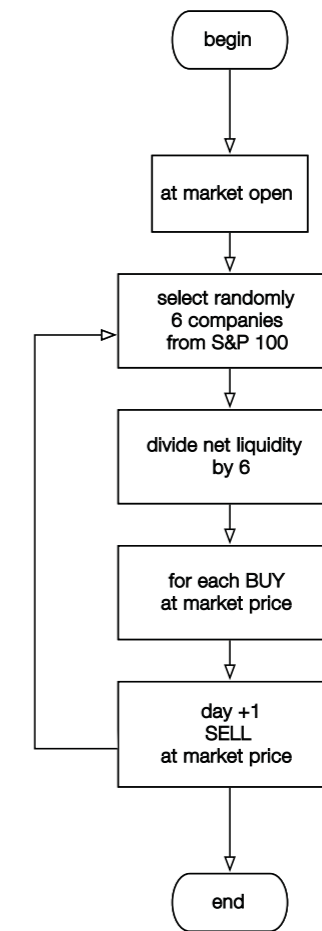 begin
at market open
select randomly
6 companies
from S&P 100
divide net liquidity
by 6
for each BUY
at market price
day +1
SELL
at market price
end